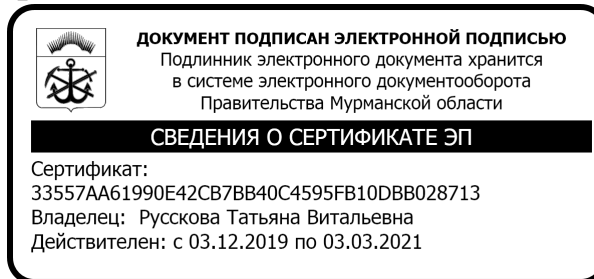 ДОКУМЕНТ ПОДПИСАН ЭЛЕКТРОННОЙ ПОДПИСЬЮ
Подлинник электронного документа хранится
в системе электронного документооборота
Правительства Мурманской области
СВЕДЕНИЯ О СЕРТИФИКАТЕ ЭП
Сертификат:
33557AA61990E42CB7BB40C4595FB10DBB028713
Владелец: Русскова Татьяна Витальевна
Действителен: с 03.12.2019 по 03.03.2021